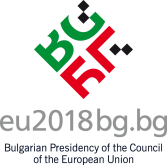 eu2018bg.bg
Bulgarian Presidency of the Council
of the European Union